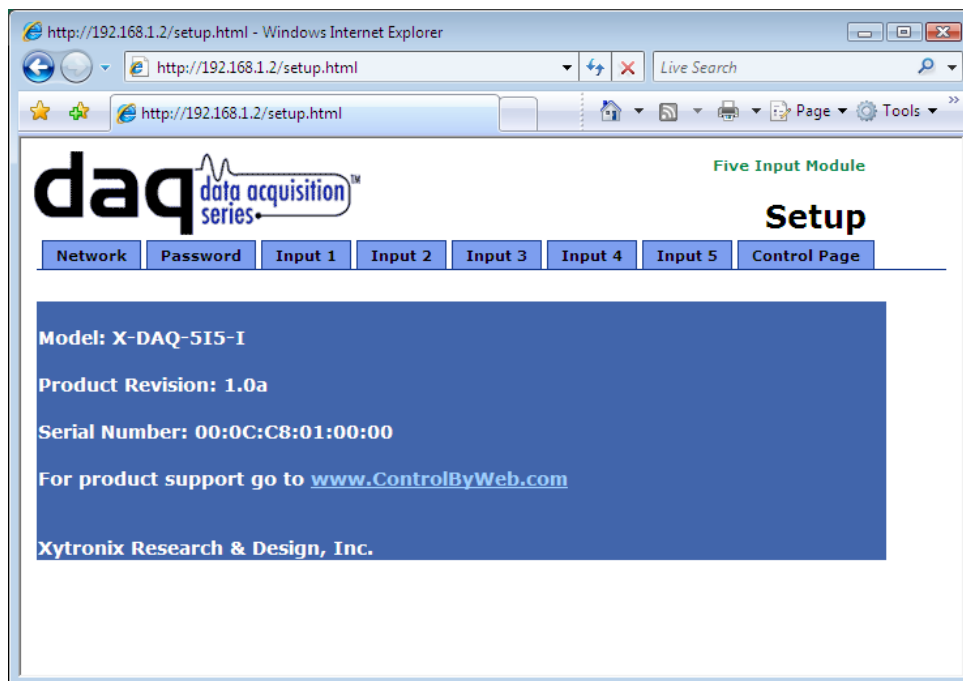 http://192.168.1.2/setup.html - Windows Internet Explorer
http://192.168.1.2/setup.html
Live Search
http://192.168.1.2/setup.html
Page
Tools
daq data acquisition series TM
Five Input Module
Setup
Network Password Input 1 Input 2 Input 3 Input 4 Input 5 Control Page
Model: X-DAQ-5I5-I
Product Revision: 1.0a
Serial Number: 00:0C:C8:01:00:00
For product support go to www.ControlByWeb.com
Xytronix Research & Design, Inc.